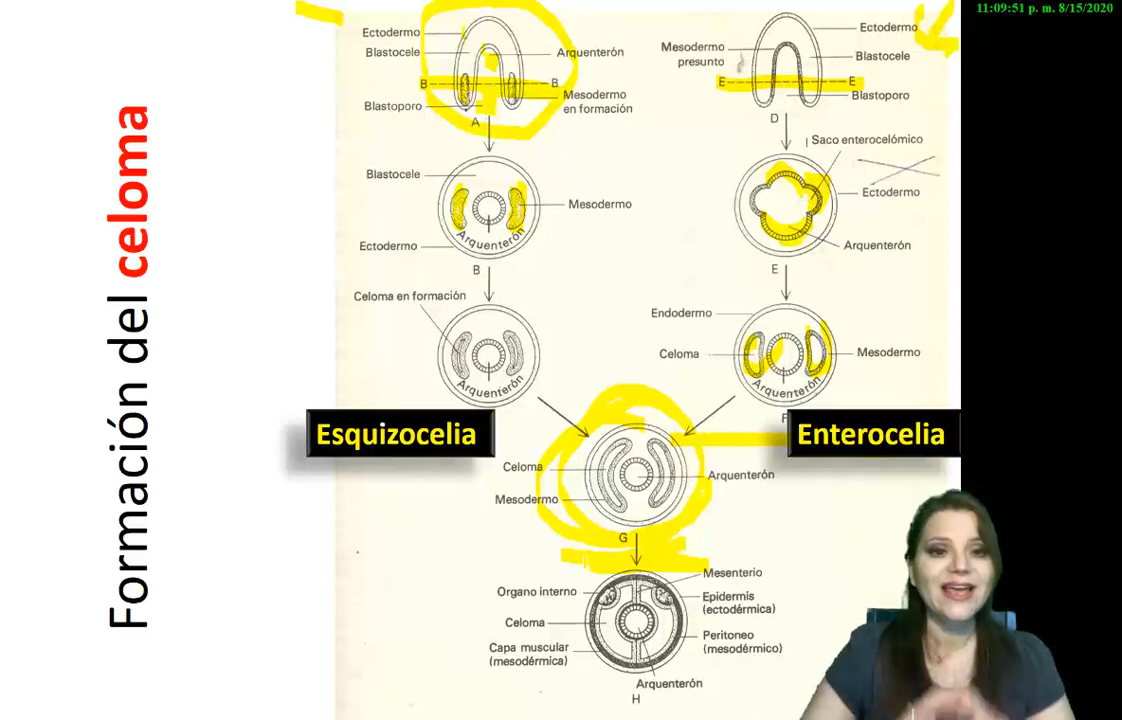 11:09:51 p. m. 8/15/2020
Formación del celoma
Ectodermo
Blastocele
Arquenterón
B
B
Mesodermo
en formación
Blastoporo
A
Blastocele
Mesodermo
Arquenterón
Ectodermo
B
Celoma en formación
Arquenterón
Esquizocelia
Ectodermo
Mesodermo
presunto
Blastocele
E
E
Blastoporo
D
Saco enterocelómico
Ectodermo
Arquenterón
E
Endodermo
Celoma
Mesodermo
Arquenterón
F
Enterocelia
Celoma
Arquenterón
Mesodermo
G
Mesenterio
Organo interno
Epidermis
(ectodérmica)
Celoma
Peritoneo
(mesodérmico)
Capa muscular
(mesodérmica)
Arquenterón
H